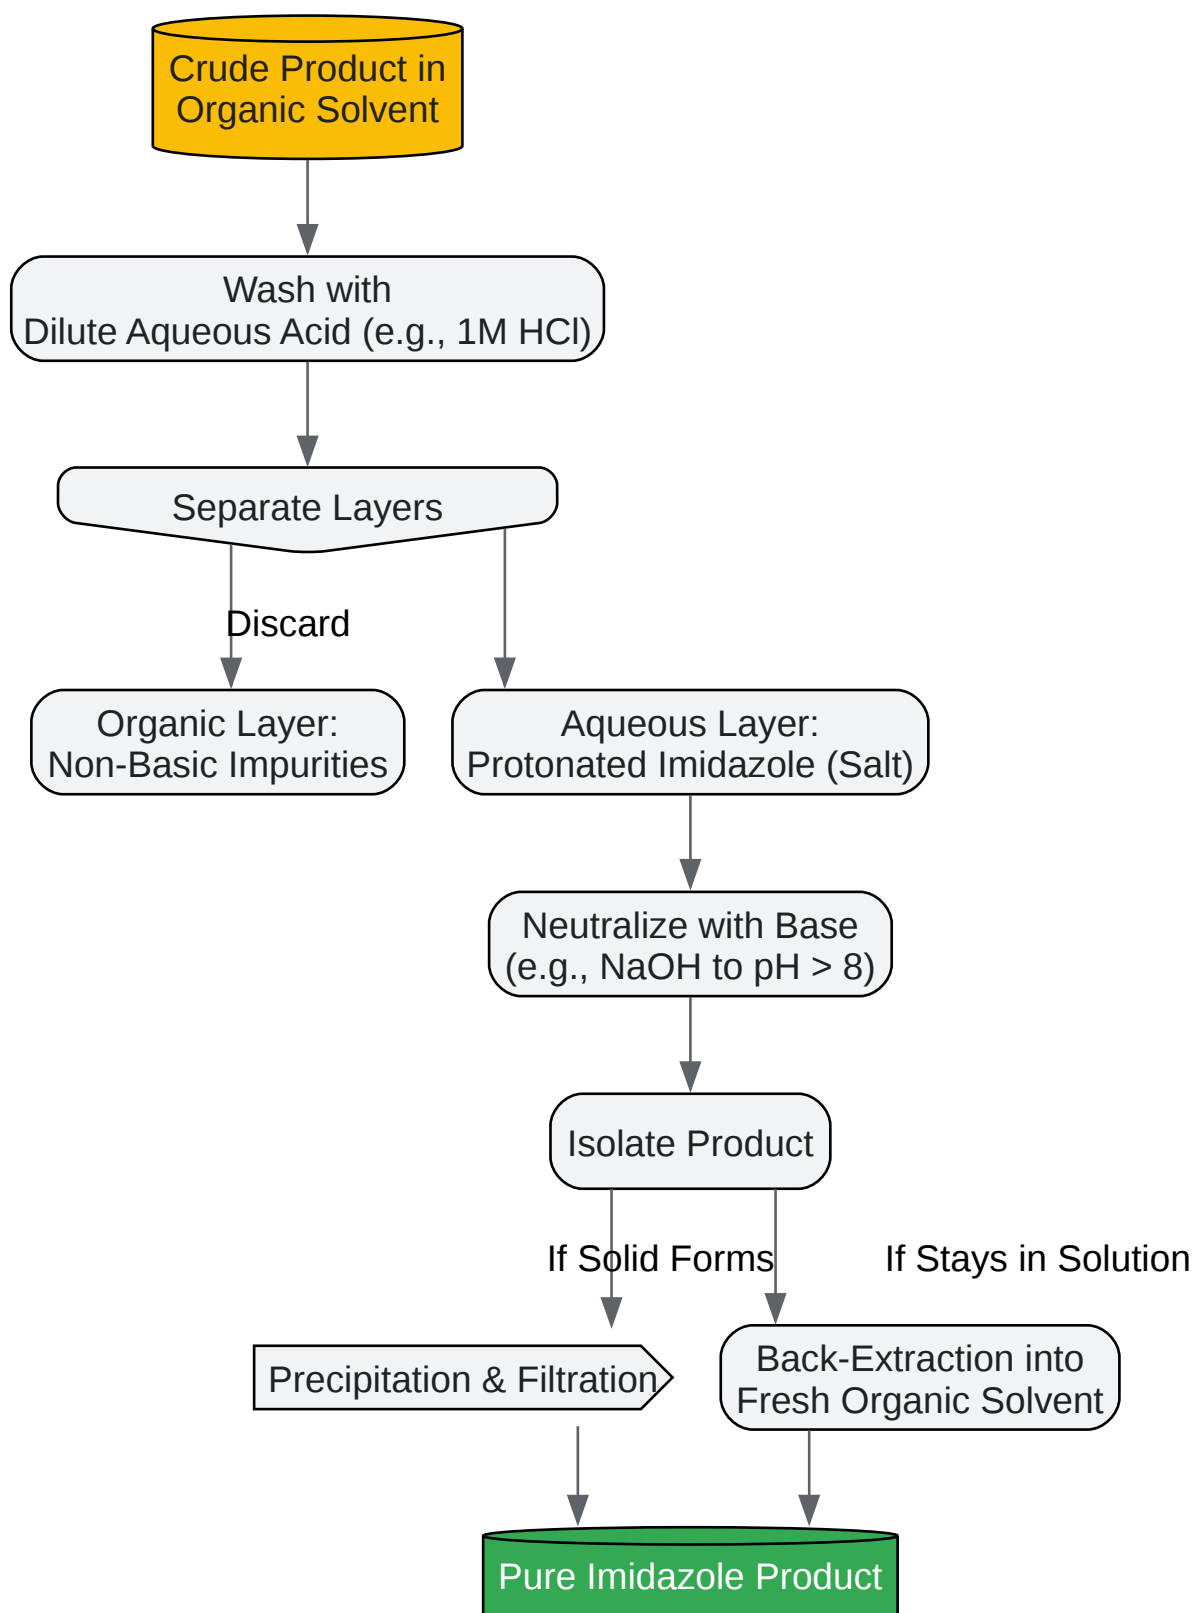 Crude Product in
Organic Solvent
Wash with
Dilute Aqueous Acid (e.g., 1M HCl)
Separate Layers
Discard
Organic Layer:
Non-Basic Impurities
Aqueous Layer:
Protonated Imidazole (Salt)
Neutralize with Base
(e.g., NaOH to pH > 8)
Isolate Product
If Solid Forms
If Stays in Solution
Precipitation & Filtration
Back-Extraction into
Fresh Organic Solvent
Pure Imidazole Product